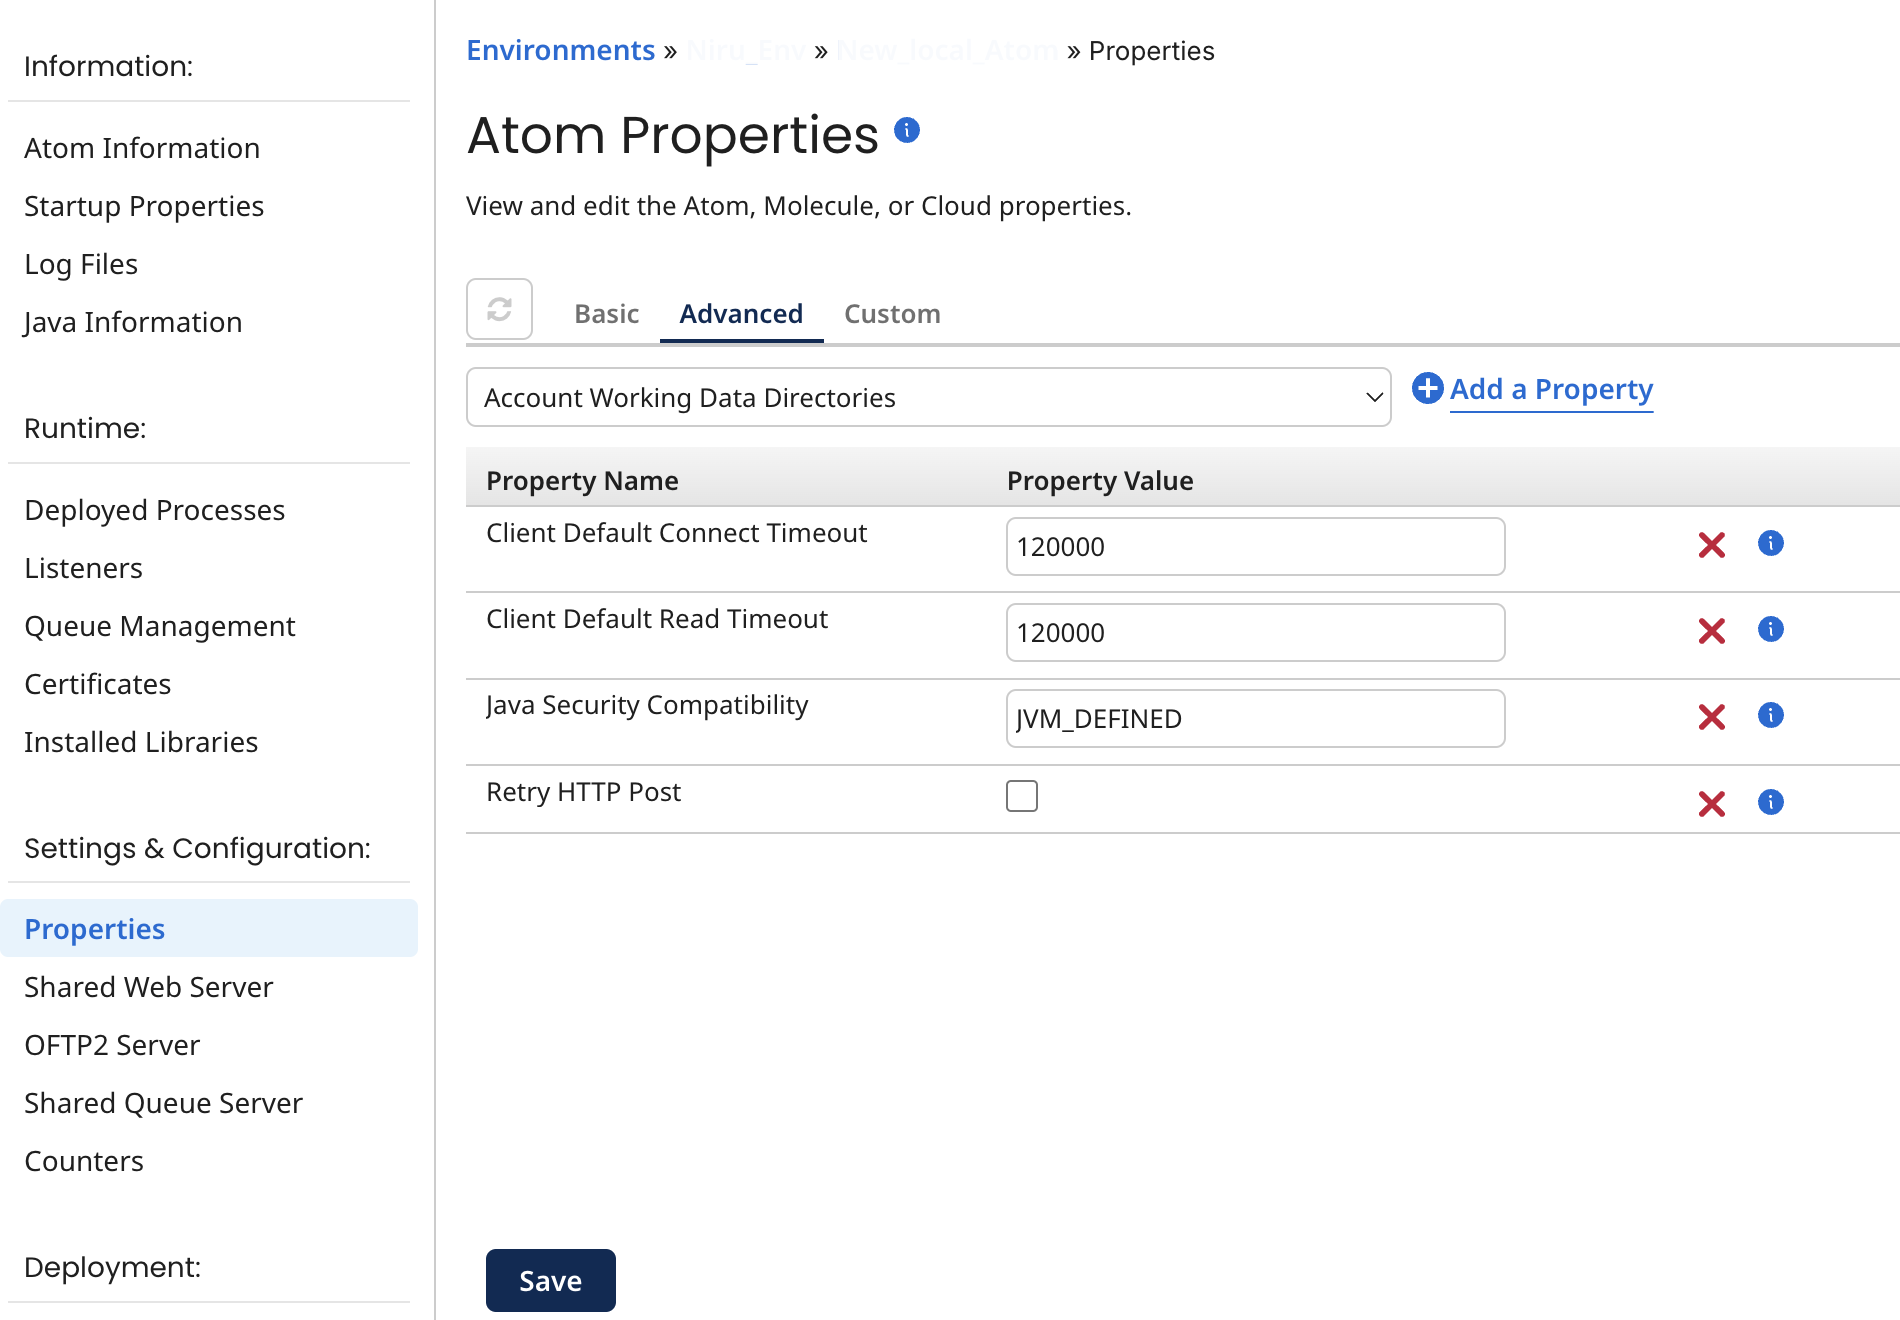 Information:
Atom Information
Startup Properties
Log Files
Java Information
Runtime:
Deployed Processes
Listeners
Queue Management
Certificates
Installed Libraries
Settings & Configuration:
Properties
Shared Web Server
OFTP2 Server
Shared Queue Server
Counters
Deployment:
Environments » Niru_Env » New_local_Atom » Properties
Atom Properties
View and edit the Atom, Molecule, or Cloud properties.
Basic Advanced Custom
Account Working Data Directories Add a Property
Property Name Property Value
Client Default Connect Timeout 120000
Client Default Read Timeout 120000
Java Security Compatibility JVM_DEFINED
Retry HTTP Post
Save